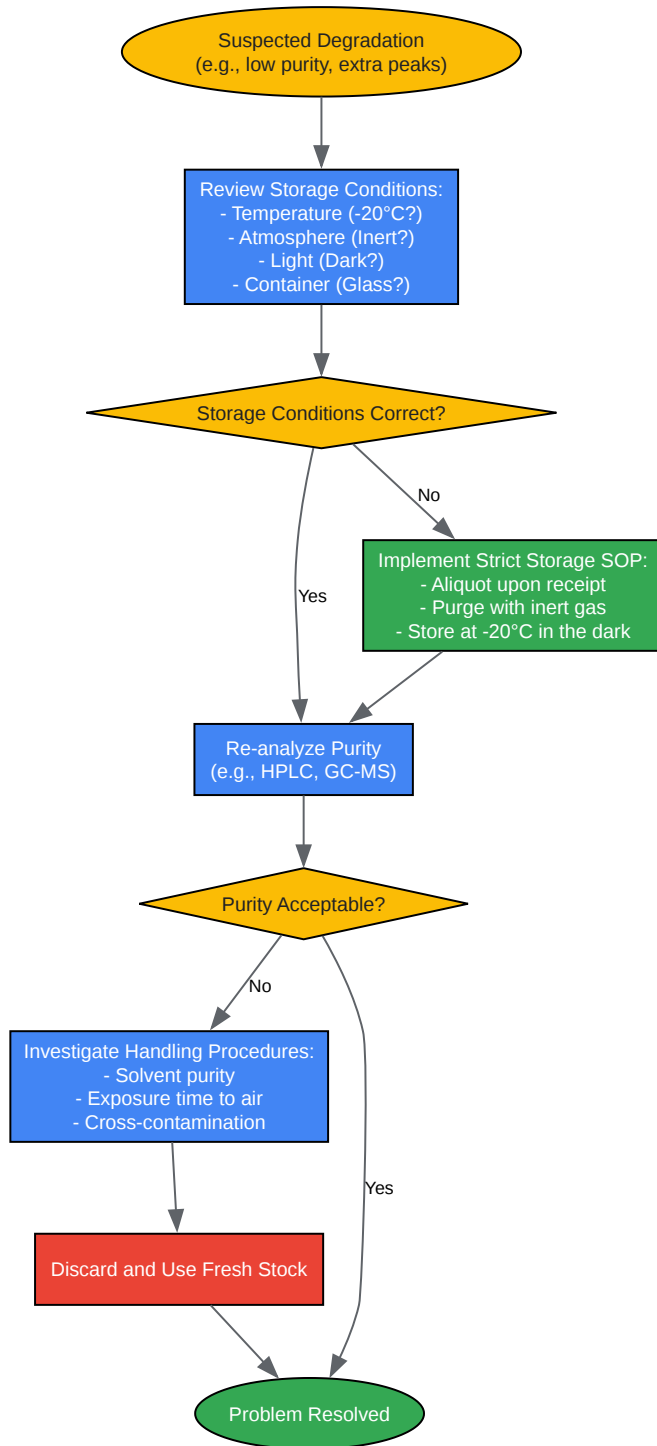 Suspected Degradation
(e.g., low purity, extra peaks)
Review Storage Conditions:
- Temperature (-20°C?)
- Atmosphere (Inert?)
- Light (Dark?)
- Container (Glass?)
Storage Conditions Correct?
No
Implement Strict Storage SOP:
- Aliquot upon receipt
- Purge with inert gas
- Store at -20°C in the dark
Yes
Re-analyze Purity
(e.g., HPLC, GC-MS)
Purity Acceptable?
No
Investigate Handling Procedures:
- Solvent purity
- Exposure time to air
- Cross-contamination
Yes
Discard and Use Fresh Stock
Problem Resolved